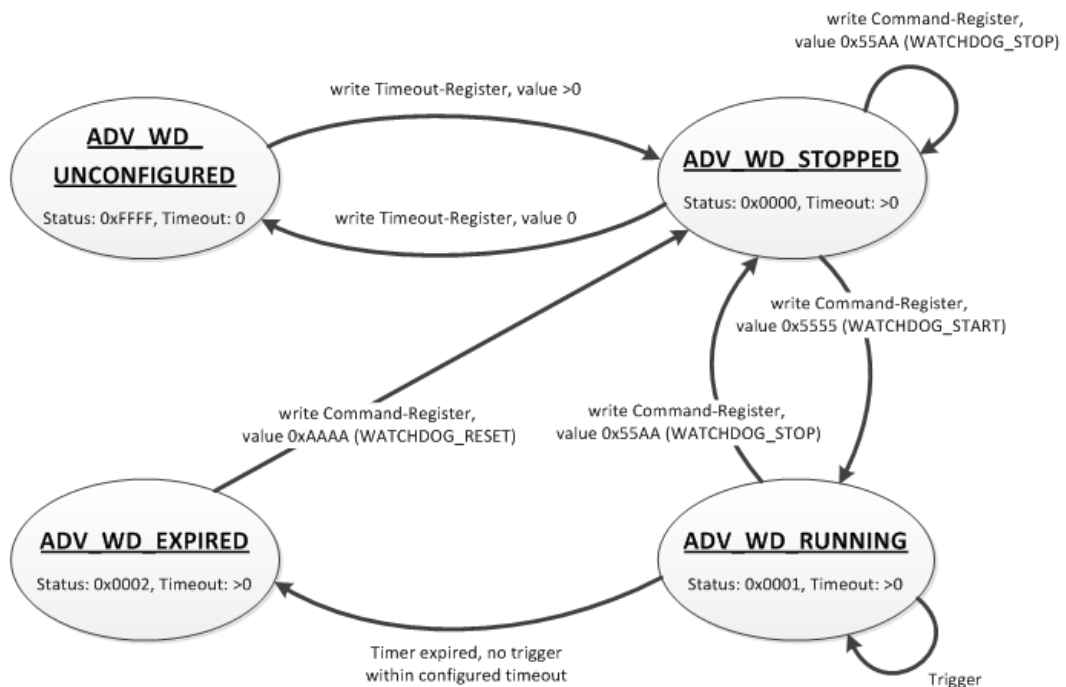 write Command-Register,
value 0x55AA (WATCHDOG_STOP)
write Timeout-Register, value >0
ADV_WD_
UNCONFIGURED
Status: 0xFFFF, Timeout: 0
ADV_WD_STOPPED
Status: 0x0000, Timeout: >0
write Timeout-Register, value 0
write Command-Register,
value 0x5555 (WATCHDOG_START)
write Command-Register,
value 0xAAAA (WATCHDOG_RESET)
write Command-Register,
value 0x55AA (WATCHDOG_STOP)
ADV_WD_EXPIRED
Status: 0x0002, Timeout: >0
ADV_WD_RUNNING
Status: 0x0001, Timeout: >0
Timer expired, no trigger
within configured timeout
Trigger